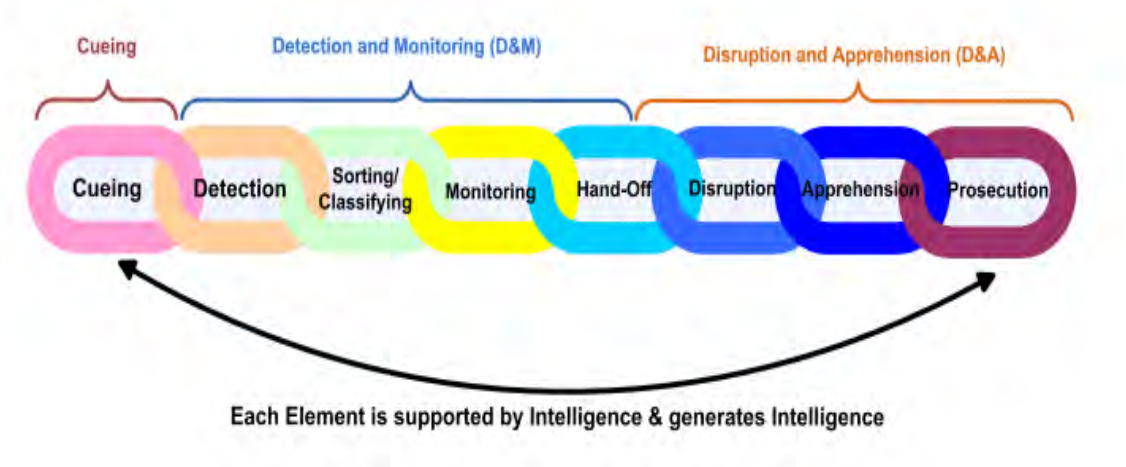 Cueing
Detection and Monitoring (D&M)
Disruption and Apprehension (D&A)
Cueing
Detection
Sorting/
Classifying
Monitoring
Hand-Off
Disruption
Apprehension
Prosecution
Each Element is supported by Intelligence & generates Intelligence